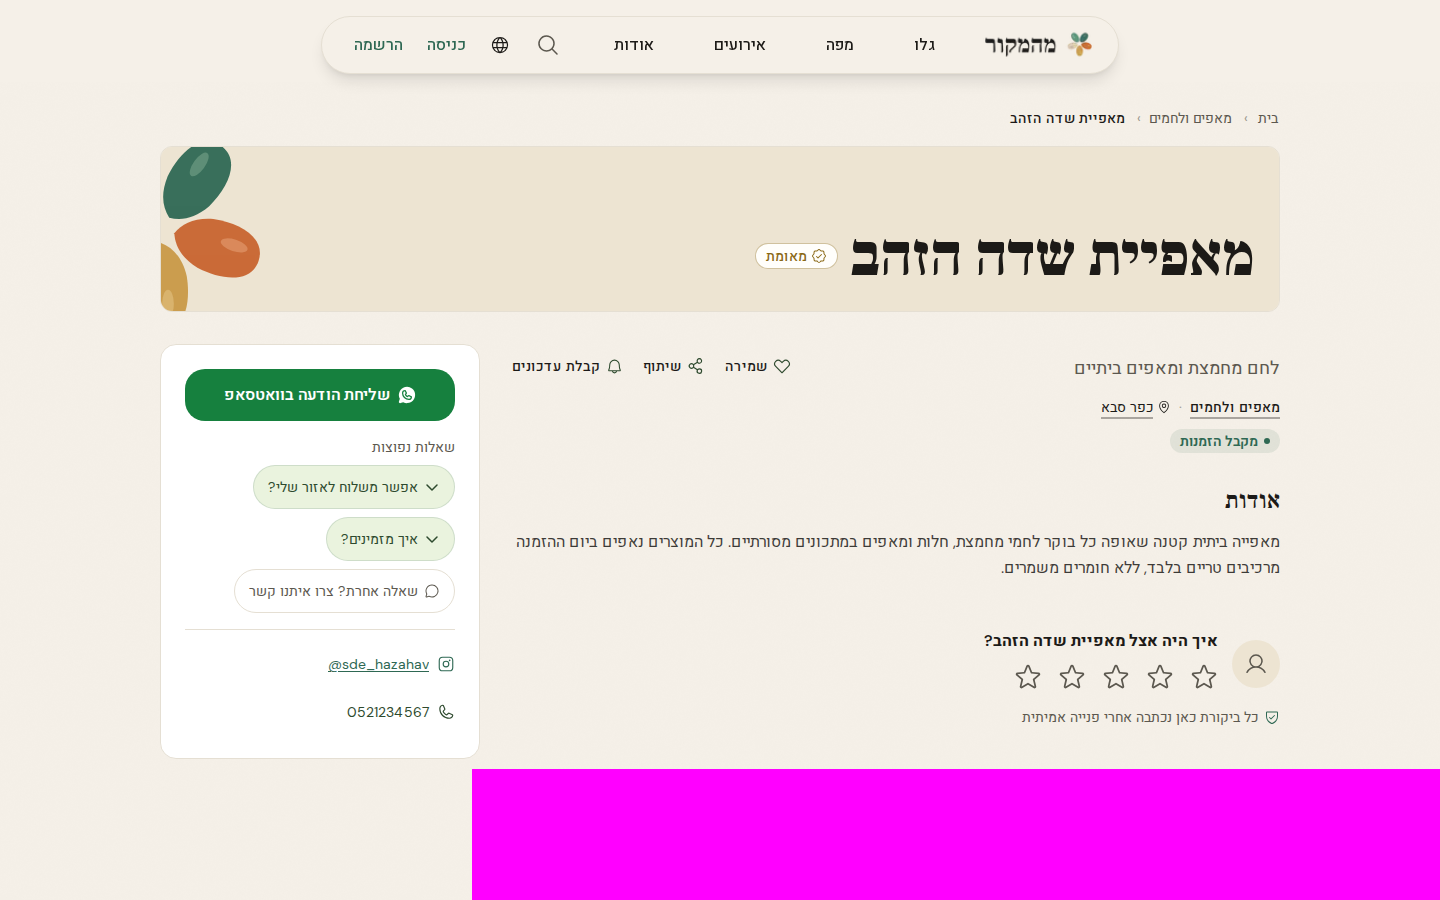 מהמקור
גלו
מפה
אירועים
אודות
כניסה
הרשמה
בית › מאפים ולחמים › מאפיית שדה הזהב
מאפיית שדה הזהב
מאומת
לחם מחמצת ומאפים ביתיים
שמירה
שיתוף
קבלת עדכונים
מאפים ולחמים · כפר סבא
מקבל הזמנות
אודות
מאפייה ביתית קטנה שאופה כל בוקר לחמי מחמצת, חלות ומאפים במתכונים מסורתיים. כל המוצרים נאפים ביום ההזמנה
מרכיבים טריים בלבד, ללא חומרים משמרים.
איך היה אצל מאפיית שדה הזהב?
כל ביקורת כאן נכתבה אחרי פנייה אמיתית
שליחת הודעה בוואטסאפ
שאלות נפוצות
אפשר משלוח לאזור שלי?
איך מזמינים?
שאלה אחרת? צרו איתנו קשר
@sde_hazahav
0521234567